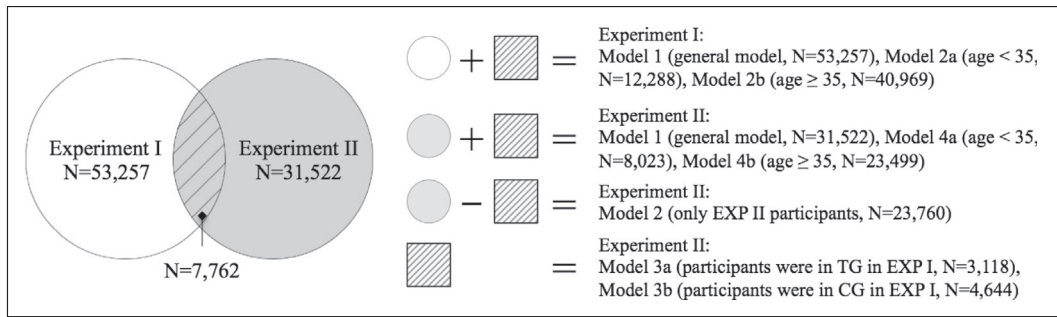 Experiment I
N=53,257
Experiment II
N=31,522
N=7,762
+ =
Experiment I:
Model 1 (general model, N=53,257), Model 2a (age < 35,
N=12,288), Model 2b (age ≥ 35, N=40,969)
+ =
Experiment II:
Model 1 (general model, N=31,522), Model 4a (age < 35,
N=8,023), Model 4b (age ≥ 35, N=23,499)
− =
Experiment II:
Model 2 (only EXP II participants, N=23,760)
=
Experiment II:
Model 3a (participants were in TG in EXP I, N=3,118),
Model 3b (participants were in CG in EXP I, N=4,644)